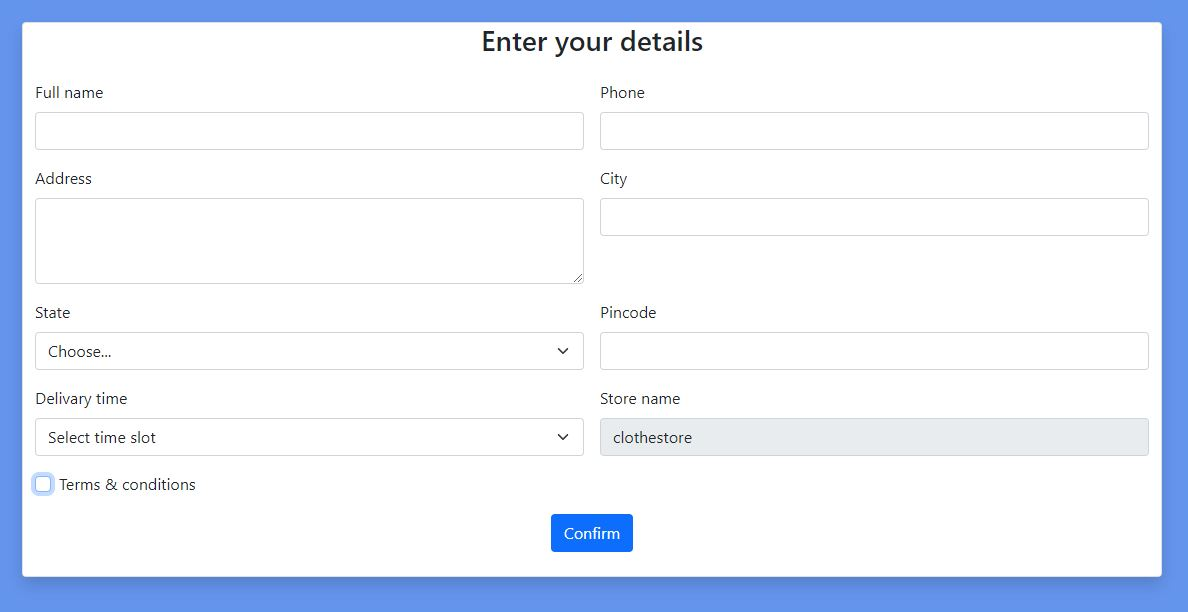 Enter your details
Full name
Phone
Address
City
State
Pincode
Choose...
Delivary time
Store name
Select time slot
clothestore
Terms & conditions
Confirm